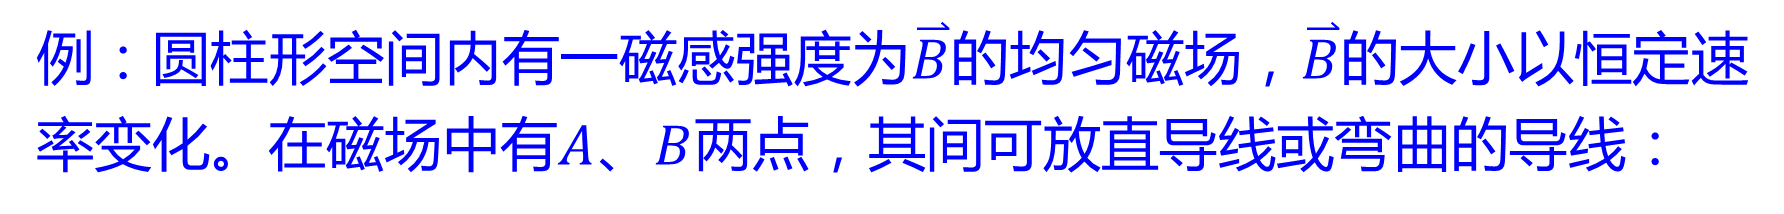 例：圆柱形空间内有一磁感强度为$\vec{B}$的均匀磁场，$\vec{B}$的大小以恒定速
率变化。在磁场中有A、B两点，其间可放直导线或弯曲的导线：